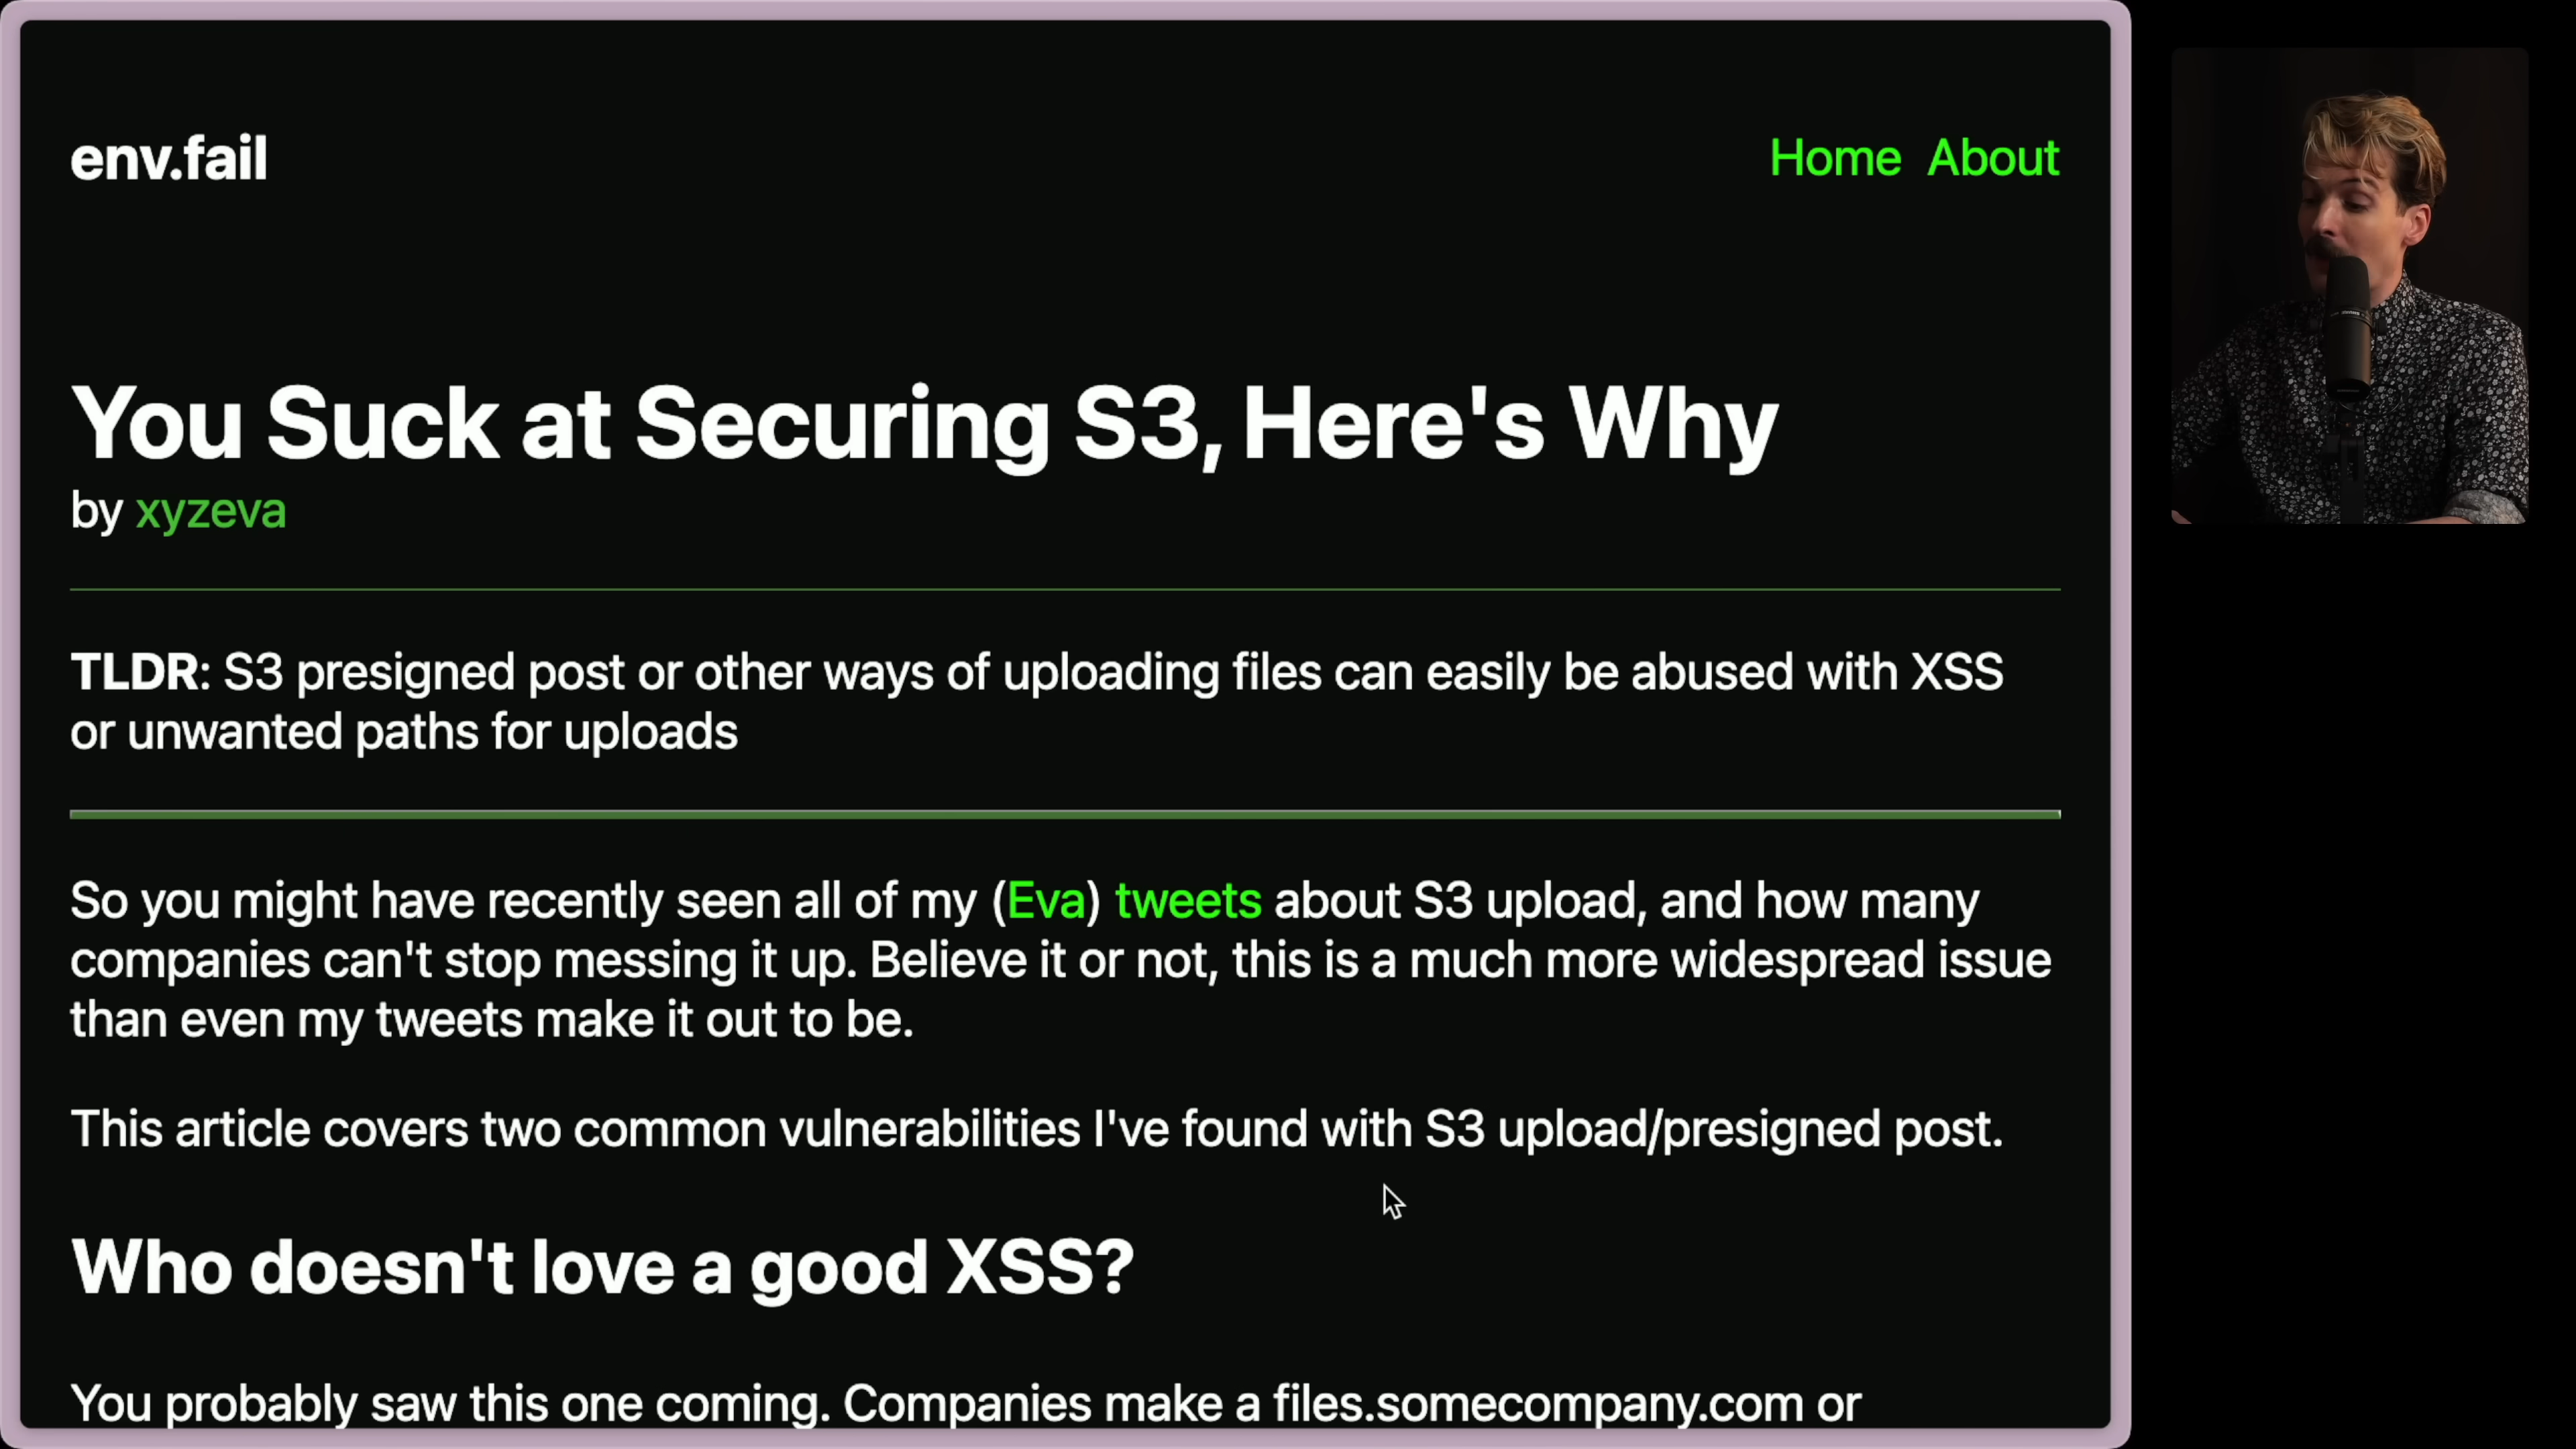 env.fail
Home About
You Suck at Securing S3, Here's Why
by xyzeva
TLDR: S3 presigned post or other ways of uploading files can easily be abused with XSS
or unwanted paths for uploads
So you might have recently seen all of my (Eva) tweets about S3 upload, and how many
companies can't stop messing it up. Believe it or not, this is a much more widespread issue
than even my tweets make it out to be.
This article covers two common vulnerabilities I've found with S3 upload/presigned post.
Who doesn't love a good XSS?
You probably saw this one coming. Companies make a files.somecompany.com or